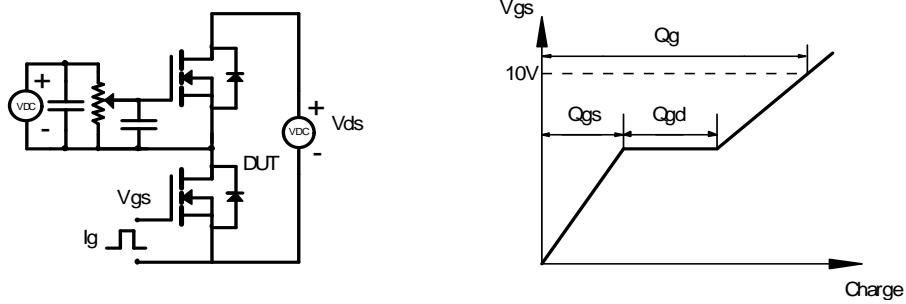 +
VDC
-
+
VDC
-
Vds
DUT
Vgs
Ig
Vgs
Qg
10V
Qgs
Qgd
Charge